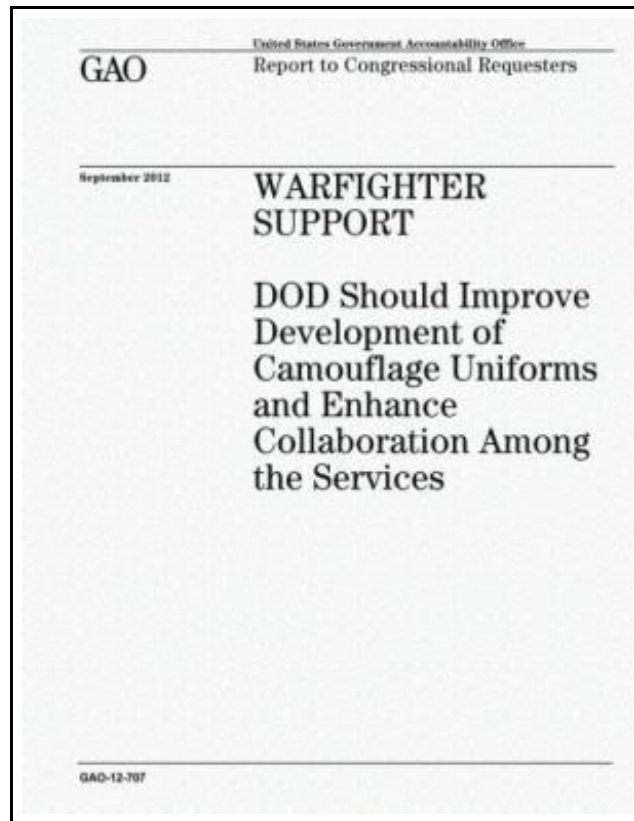 United States Government Accountability Office
GAO
Report to Congressional Requesters
September 2012
WARFIGHTER
SUPPORT
DOD Should Improve
Development of
Camouflage Uniforms
and Enhance
Collaboration Among
the Services
GAO-12-707